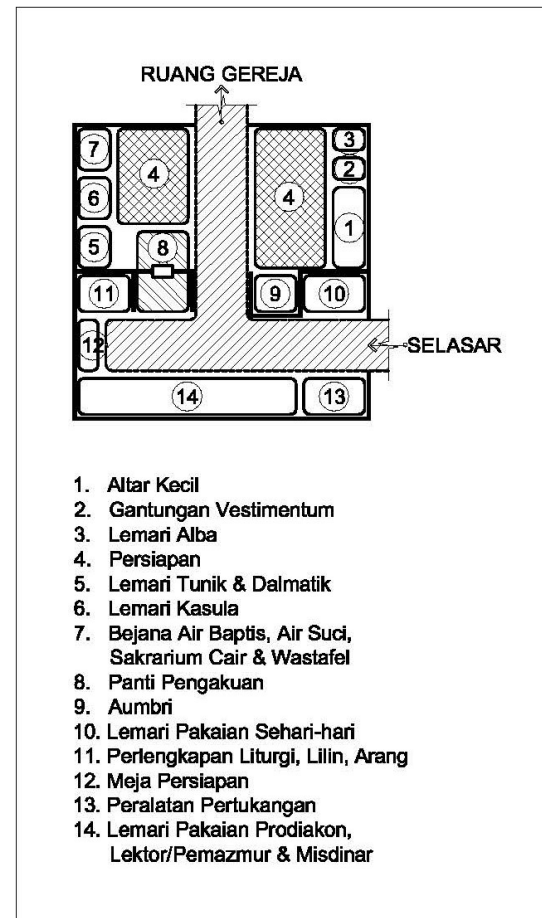 RUANG GEREJA
7
4
4
3
2
6
1
5
8
11
9
10
12
SELASAR
14
13
1. Altar Kecil
2. Gantungan Vestimentum
3. Lemari Alba
4. Persiapan
5. Lemari Tunik & Dalmatik
6. Lemari Kasula
7. Bejana Air Baptis, Air Suci,
Sakrarium Cair & Wastafel
8. Panti Pengakuan
9. Aumbri
10. Lemari Pakaian Sehari-hari
11. Perlengkapan Liturgi, Lilin, Arang
12. Meja Persiapan
13. Peralatan Pertukangan
14. Lemari Pakaian Prodiakon,
Lektor/Pemazmur & Misdinar